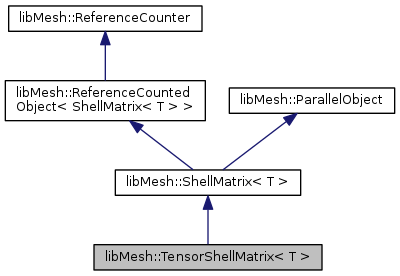 libMesh::ReferenceCounter
libMesh::ReferenceCounted
Object< ShellMatrix< T > >
libMesh::ParallelObject
libMesh::ShellMatrix< T >
libMesh::TensorShellMatrix< T >